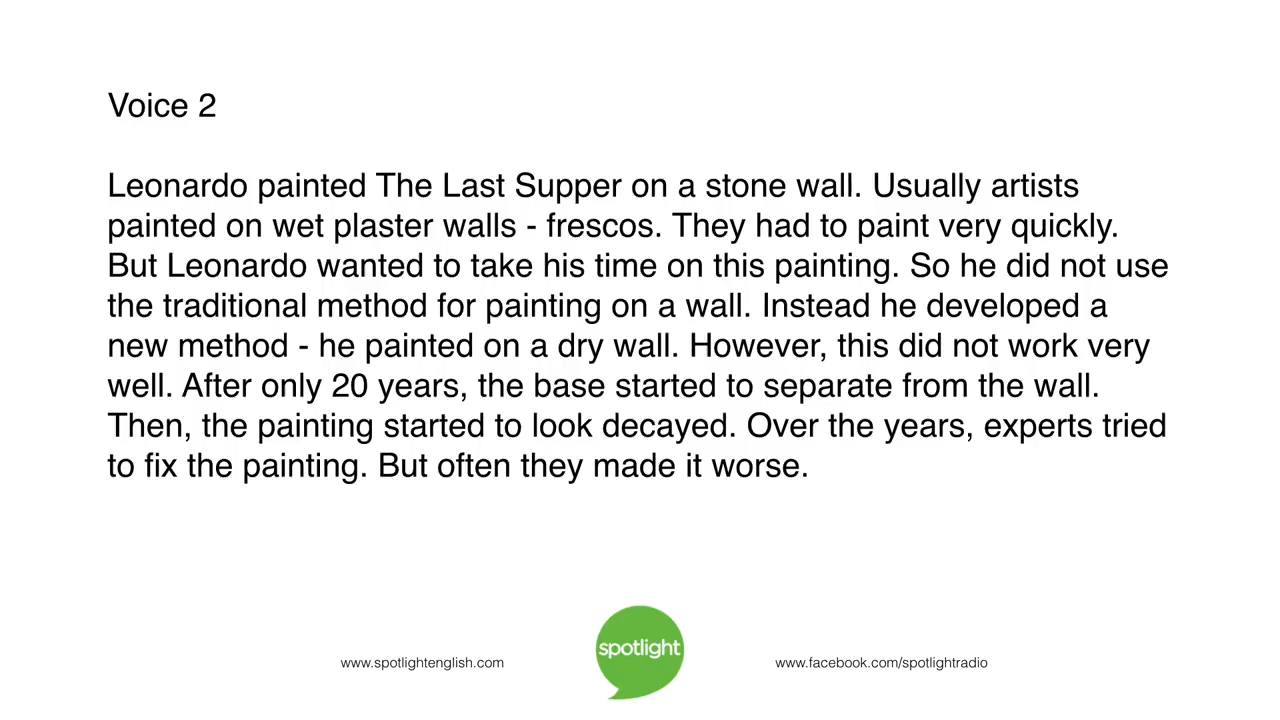 Voice 2
Leonardo painted The Last Supper on a stone wall. Usually artists
painted on wet plaster walls - frescos. They had to paint very quickly.
But Leonardo wanted to take his time on this painting. So he did not use
the traditional method for painting on a wall. Instead he developed a
new method - he painted on a dry wall. However, this did not work very
well. After only 20 years, the base started to separate from the wall.
Then, the painting started to look decayed. Over the years, experts tried
to fix the painting. But often they made it worse.
www.spotlightenglish.com
spotlight
www.facebook.com/spotlightradio